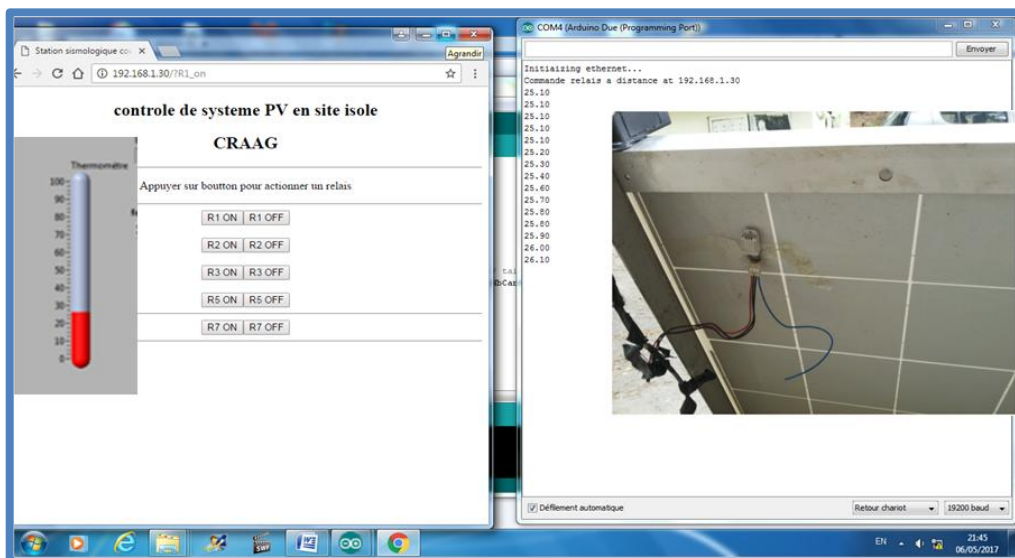 Station sismologique co
Agrandir
192.168.1.30/?R1_on
controle de systeme PV en site isole
CRAAG
Thermomètre
100
90
80
70
60
50
40
30
20
10
0
Appuyer sur boutton pour actionner un relais
R1 ON R1 OFF
R2 ON R2 OFF
R3 ON R3 OFF
R5 ON R5 OFF
R7 ON R7 OFF
COM4 (Arduino Due (Programming Port))
Envoyer
Initiaizing ethernet...
Commande relais a distance at 192.168.1.30
25.10
25.10
25.10
25.10
25.10
25.20
25.30
25.40
25.60
25.70
25.80
25.80
25.90
26.00
26.10
Défilement automatique
Retour chariot
19200 baud
SWF
EN
21:45
06/05/2017